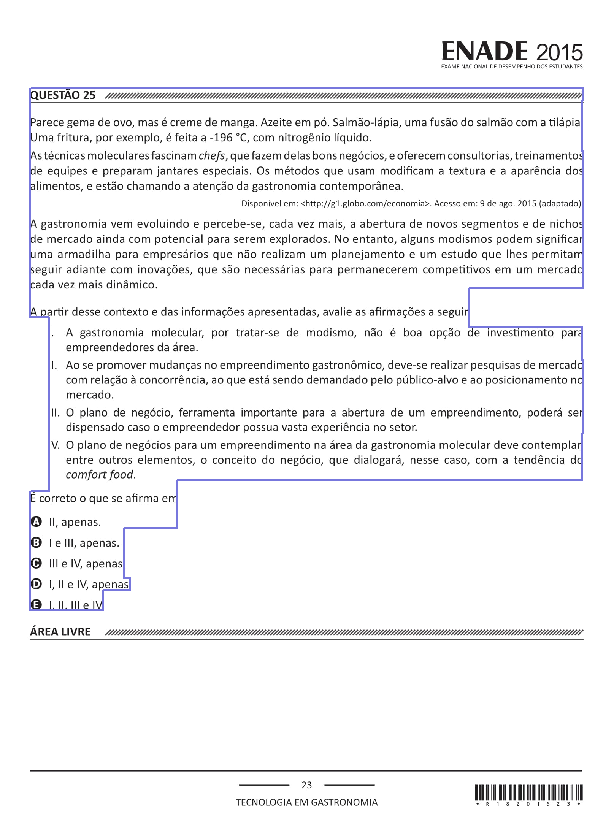 ENADE 2015
EXAME NACIONAL DE DESEMPENHO DOS ESTUDANTES
QUESTÃO 25
Parece gema de ovo, mas é creme de manga. Azeite em pó. Salmão-lápia, uma fusão do salmão com a tilápia.
Uma fritura, por exemplo, é feita a -196 °C, com nitrogênio líquido.
As técnicas moleculares fascinam chefs, que fazem delas bons negócios, e oferecem consultorias, treinamentos
de equipes e preparam jantares especiais. Os métodos que usam modificam a textura e a aparência dos
alimentos, e estão chamando a atenção da gastronomia contemporânea.
Disponível em: <http://g1.globo.com/economia>. Acesso em: 9 de ago. 2015 (adaptado).
A gastronomia vem evoluindo e percebe-se, cada vez mais, a abertura de novos segmentos e de nichos
de mercado ainda com potencial para serem explorados. No entanto, alguns modismos podem significar
uma armadilha para empresários que não realizam um planejamento e um estudo que lhes permitam
seguir adiante com inovações, que são necessárias para permanecerem competitivos em um mercado
cada vez mais dinâmico.
A partir desse contexto e das informações apresentadas, avalie as afirmações a seguir
. A gastronomia molecular, por tratar-se de modismo, não é boa opção de investimento para
empreendedores da área.
I. Ao se promover mudanças no empreendimento gastronômico, deve-se realizar pesquisas de mercado
com relação à concorrência, ao que está sendo demandado pelo público-alvo e ao posicionamento no
mercado.
II. O plano de negócio, ferramenta importante para a abertura de um empreendimento, poderá ser
dispensado caso o empreendedor possua vasta experiência no setor.
V. O plano de negócios para um empreendimento na área da gastronomia molecular deve contemplar
entre outros elementos, o conceito do negócio, que dialogará, nesse caso, com a tendência do
comfort food.
É correto o que se afirma em
A II, apenas.
B I e III, apenas.
C III e IV, apenas
D I, II e IV, apenas
E I, II, III e IV
ÁREA LIVRE
23
TECNOLOGIA EM GASTRONOMIA
*R18201523*